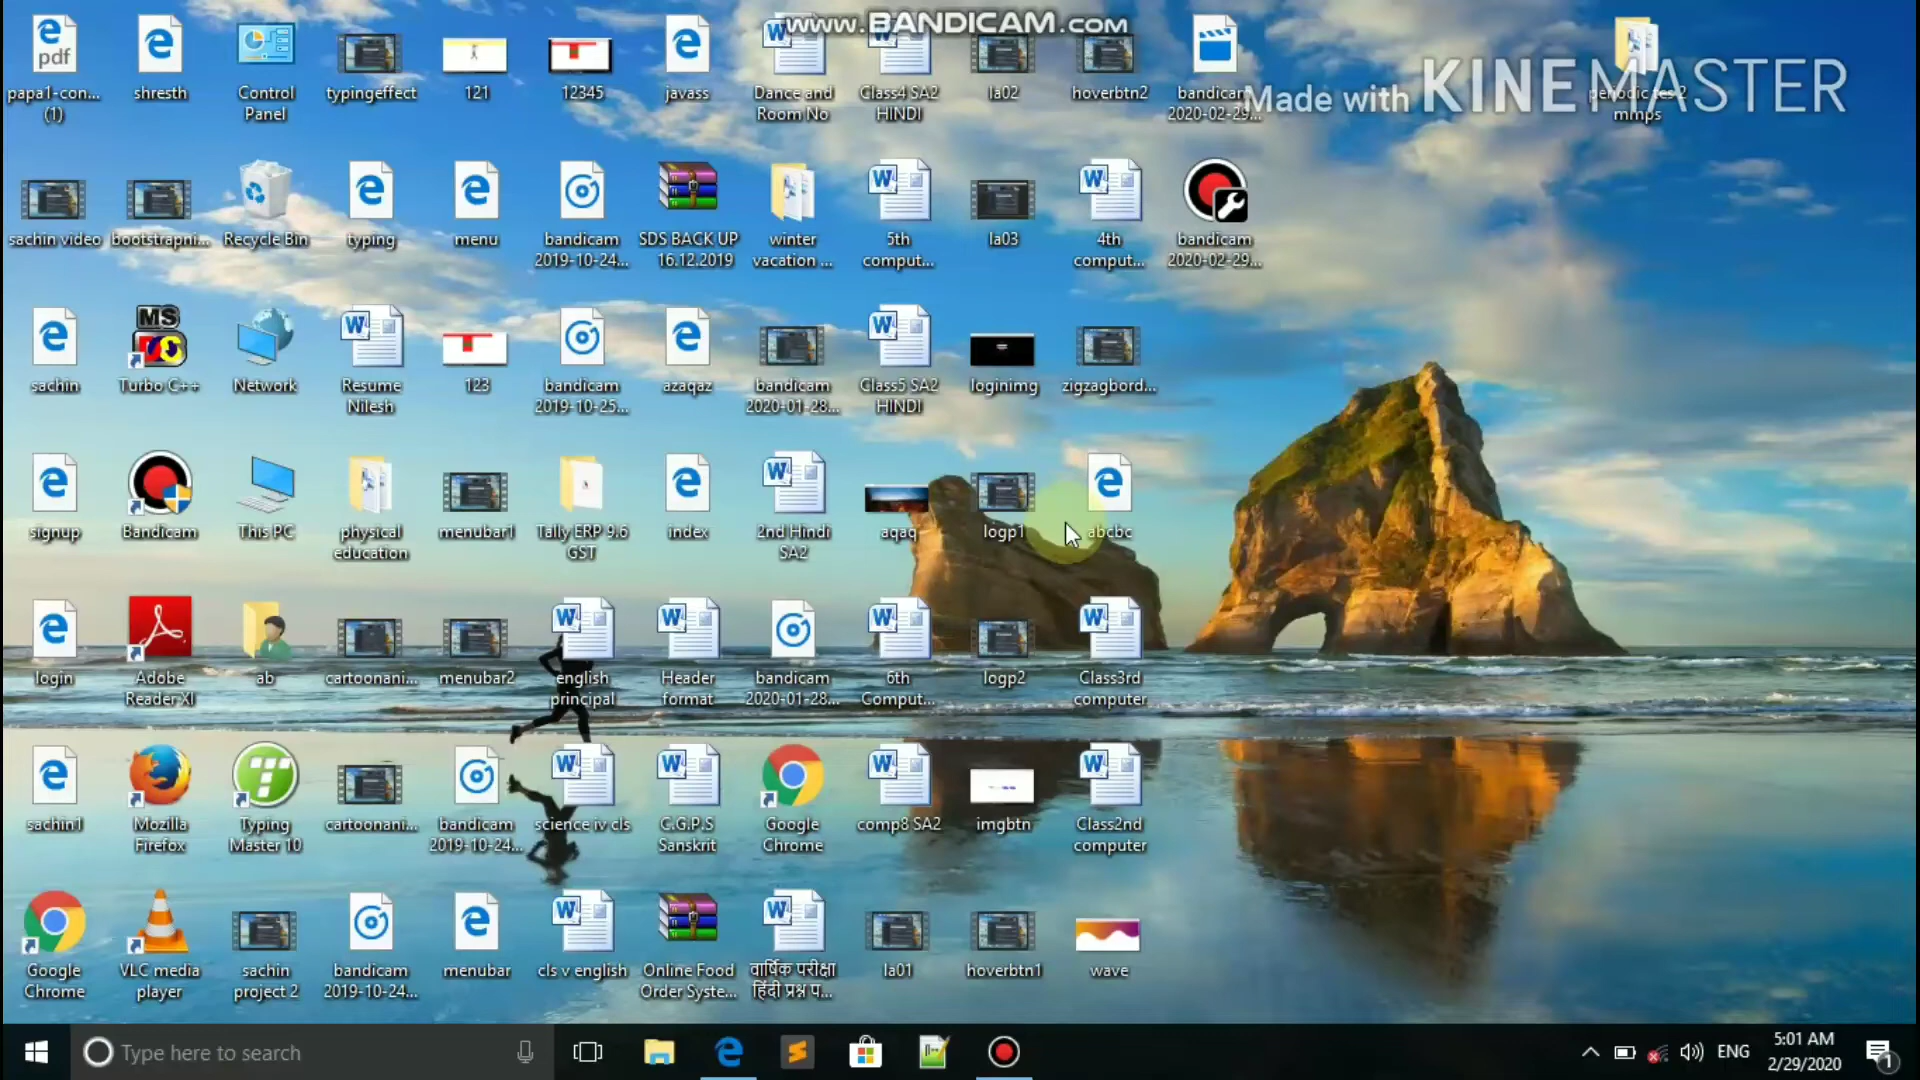 www.BANDICAM.com
Made with KINEMASTER
papa1-con...
(1)
shresth
Control
Panel
typingeffect
121
12345
javass
Dance and
Room No
Class4 SA2
HINDI
la02
hoverbtn2
bandicam
2020-02-29...
periodic tes 2
mmps
sachin video
bootstrapni...
Recycle Bin
typing
menu
bandicam
2019-10-24...
SDS BACK UP
16.12.2019
winter
vacation ...
5th
comput...
la03
4th
comput...
bandicam
2020-02-29...
sachin
Turbo C++
Network
Resume
Nilesh
123
bandicam
2019-10-25...
azaqaz
bandicam
2020-01-28...
Class5 SA2
HINDI
loginimg
zigzagbord...
signup
Bandicam
This PC
physical
education
menubar1
Tally ERP 9.6
GST
index
2nd Hindi
SA2
aqaq
logp1
abcbc
login
Adobe
Reader XI
ab
cartoonani...
menubar2
english
principal
Header
format
bandicam
2020-01-28...
6th
Comput...
logp2
Class3rd
computer
sachin1
Mozilla
Firefox
Typing
Master 10
cartoonani...
bandicam
2019-10-24...
science iv cls
C.G.P.S
Sanskrit
Google
Chrome
comp8 SA2
imgbtn
Class2nd
computer
Google
Chrome
VLC media
player
sachin
project 2
bandicam
2019-10-24...
menubar
cls v english
Online Food
Order Syste...
वार्षिक परीक्षा
हिंदी प्रश्न प...
la01
hoverbtn1
wave
Type here to search
ENG
5:01 AM
2/29/2020
1